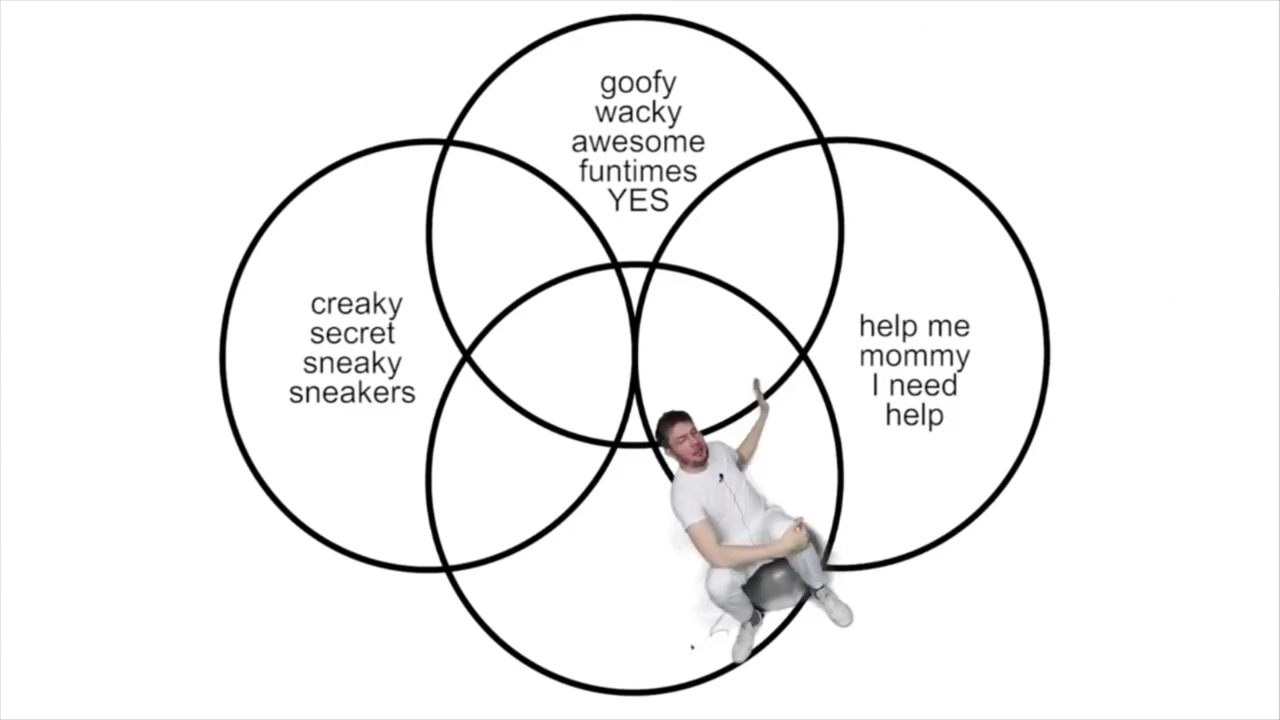 goofy
wacky
awesome
funtimes
YES
creaky
secret
sneaky
sneakers
help me
mommy
I need
help